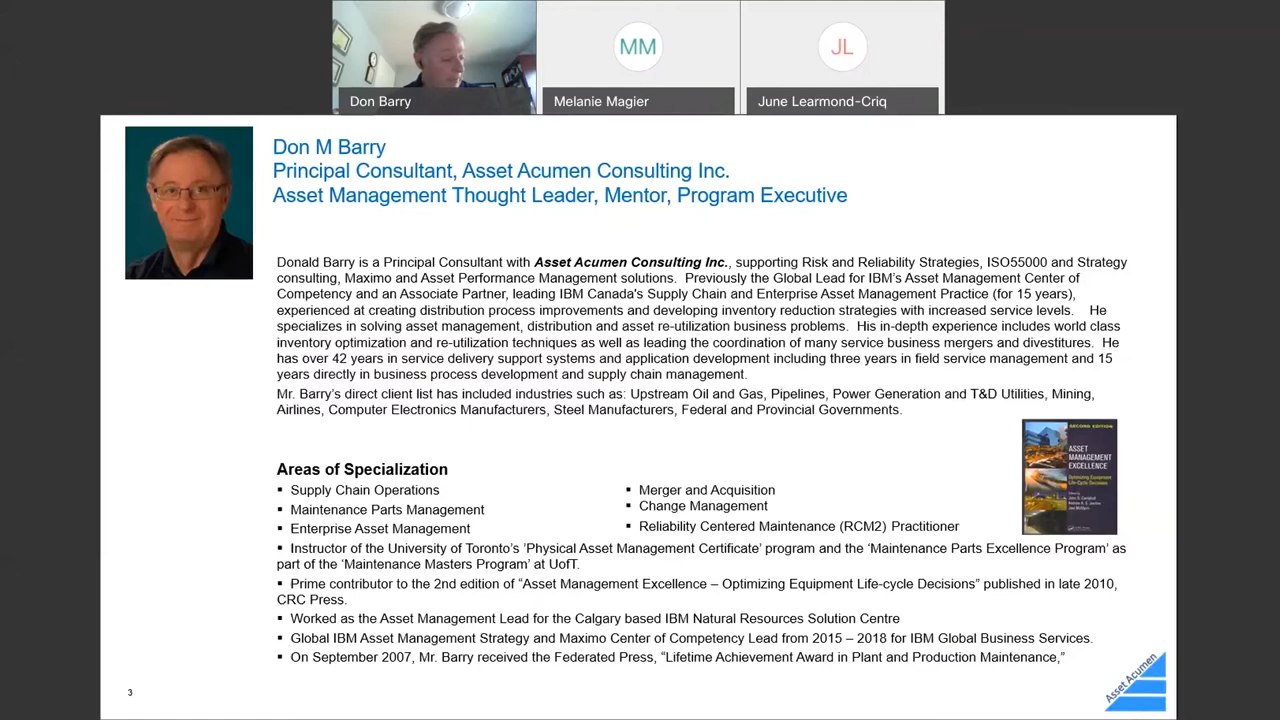 MM
JL
Don Barry
Melanie Magier
June Learmond-Criq
Don M Barry
Principal Consultant, Asset Acumen Consulting Inc.
Asset Management Thought Leader, Mentor, Program Executive
Donald Barry is a Principal Consultant with Asset Acumen Consulting Inc., supporting Risk and Reliability Strategies, ISO55000 and Strategy
consulting, Maximo and Asset Performance Management solutions. Previously the Global Lead for IBM's Asset Management Center of
Competency and an Associate Partner, leading IBM Canada's Supply Chain and Enterprise Asset Management Practice (for 15 years),
experienced at creating distribution process improvements and developing inventory reduction strategies with increased service levels. He
specializes in solving asset management, distribution and asset re-utilization business problems. His in-depth experience includes world class
inventory optimization and re-utilization techniques as well as leading the coordination of many service business mergers and divestitures. He
has over 42 years in service delivery support systems and application development including three years in field service management and 15
years directly in business process development and supply chain management.
Mr. Barry's direct client list has included industries such as: Upstream Oil and Gas, Pipelines, Power Generation and T&D Utilities, Mining,
Airlines, Computer Electronics Manufacturers, Steel Manufacturers, Federal and Provincial Governments.
SECOND EDITION
ASSET
MANAGEMENT
EXCELLENCE
Optimizing Equipment
Life-Cycle Decisions
Areas of Specialization
▪ Supply Chain Operations
▪ Maintenance Parts Management
▪ Enterprise Asset Management
▪ Merger and Acquisition
Change Management
▪ Reliability Centered Maintenance (RCM2) Practitioner
▪ Instructor of the University of Toronto's 'Physical Asset Management Certificate' program and the 'Maintenance Parts Excellence Program' as
part of the 'Maintenance Masters Program' at UofT.
▪ Prime contributor to the 2nd edition of "Asset Management Excellence – Optimizing Equipment Life-cycle Decisions" published in late 2010,
CRC Press.
▪ Worked as the Asset Management Lead for the Calgary based IBM Natural Resources Solution Centre
▪ Global IBM Asset Management Strategy and Maximo Center of Competency Lead from 2015 – 2018 for IBM Global Business Services.
▪ On September 2007, Mr. Barry received the Federated Press, "Lifetime Achievement Award in Plant and Production Maintenance,"
3
Asset Acumen